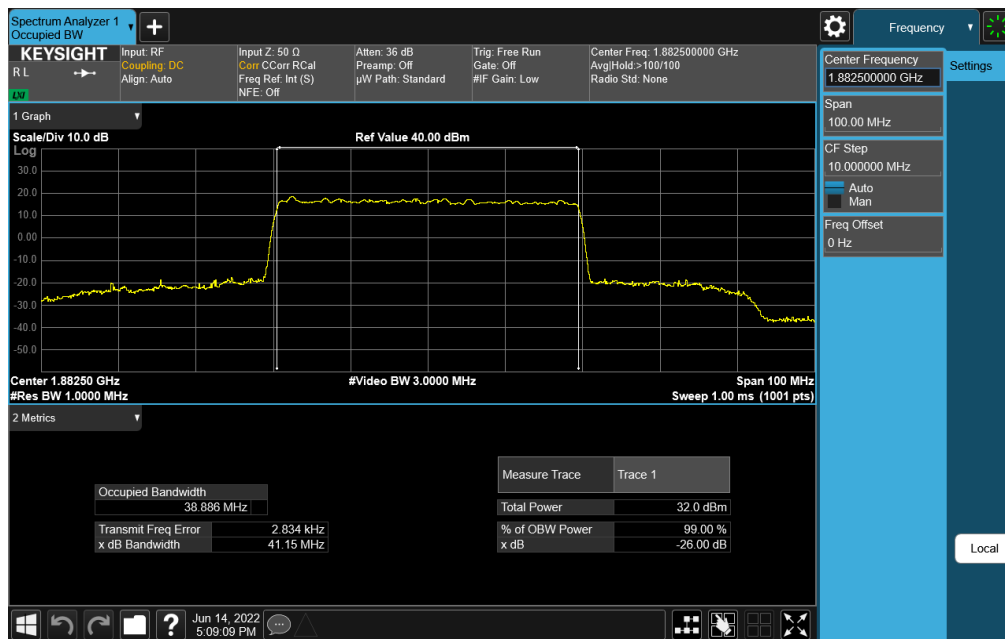 Spectrum Analyzer 1
Occupied BW
Frequency
KEYSIGHT
R L
LXI
Input: RF
Coupling: DC
Align: Auto
Input Z: 50 Ω
Corr CCorr RCal
Freq Ref: Int (S)
NFE: Off
Atten: 36 dB
Preamp: Off
µW Path: Standard
Trig: Free Run
Gate: Off
#IF Gain: Low
Center Freq: 1.882500000 GHz
Avg|Hold:>100/100
Radio Std: None
Center Frequency
1.882500000 GHz
Settings
Span
100.00 MHz
CF Step
10.000000 MHz
Auto
Man
Freq Offset
0 Hz
Local
1 Graph
Scale/Div 10.0 dB
Ref Value 40.00 dBm
Log
30.0
20.0
10.0
0.00
-10.0
-20.0
-30.0
-40.0
-50.0
Center 1.88250 GHz
#Video BW 3.0000 MHz
Span 100 MHz
#Res BW 1.0000 MHz
Sweep 1.00 ms (1001 pts)
2 Metrics
Occupied Bandwidth
38.886 MHz
Transmit Freq Error 2.834 kHz
x dB Bandwidth 41.15 MHz
Measure Trace Trace 1
Total Power 32.0 dBm
% of OBW Power 99.00 %
x dB -26.00 dB
Jun 14, 2022
5:09:09 PM